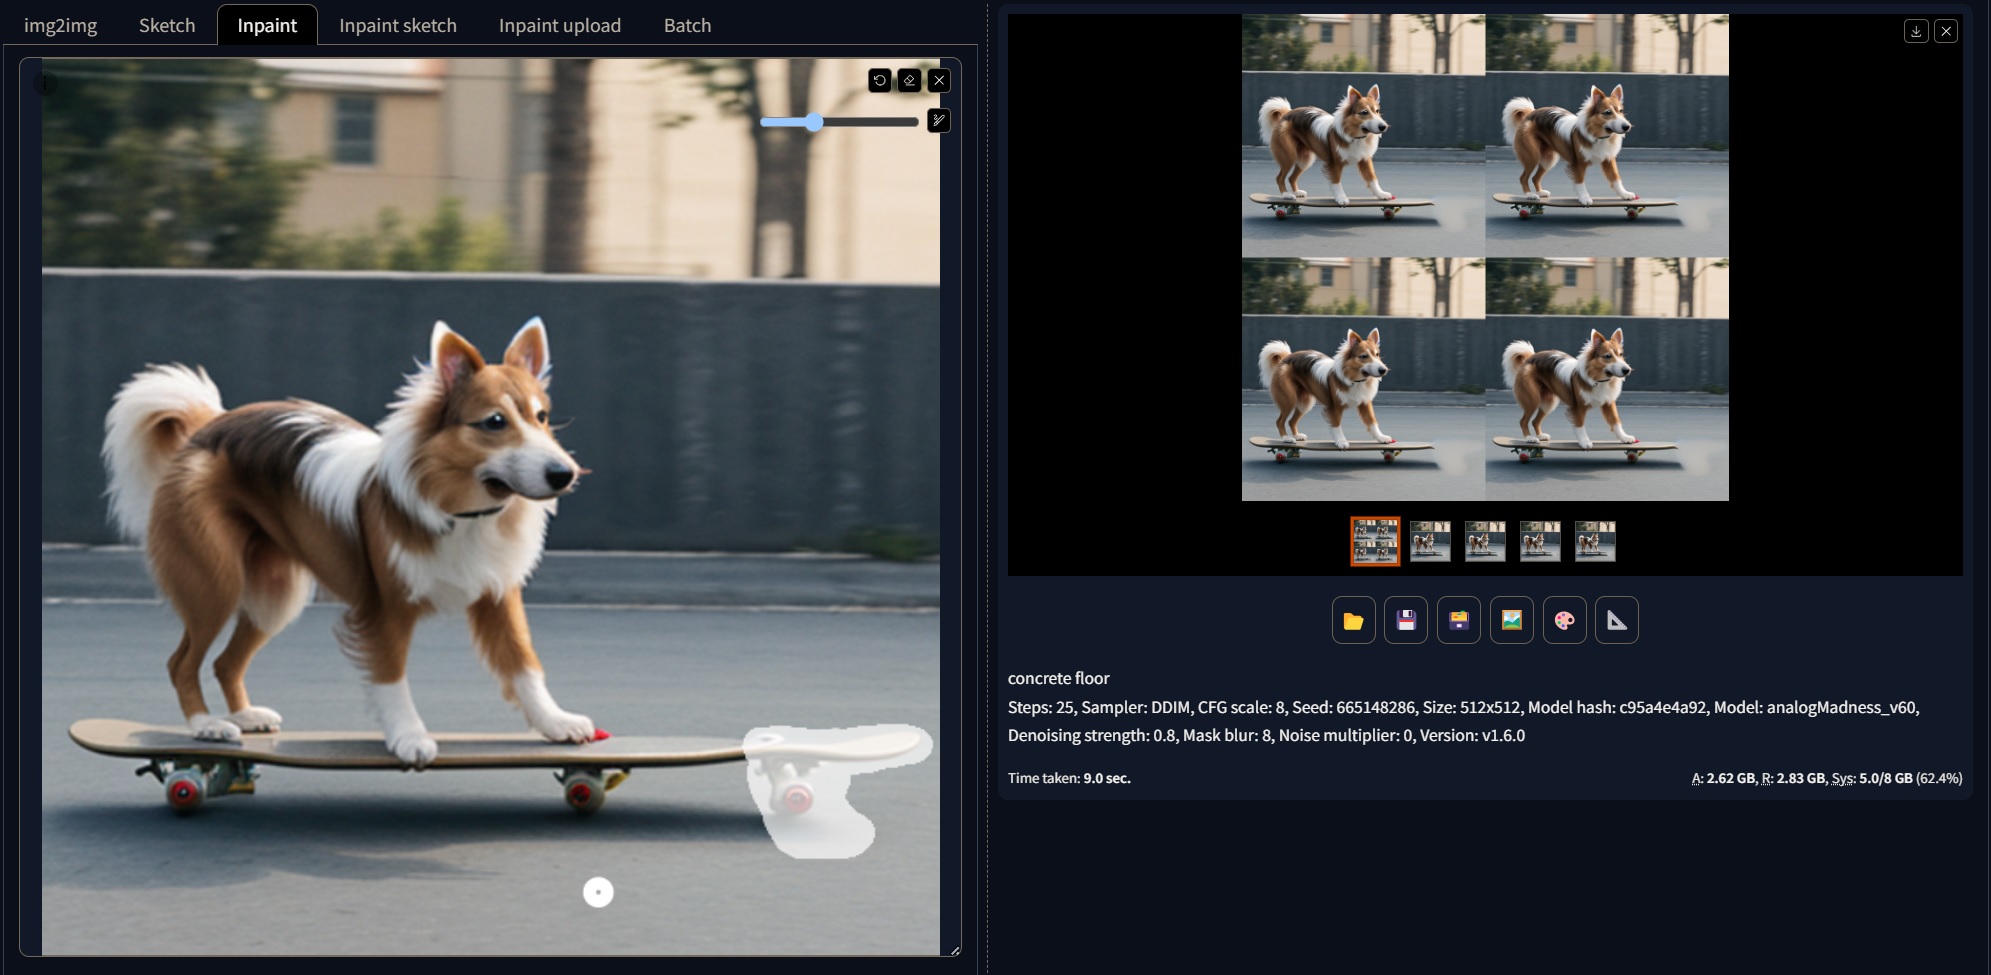 img2img
Sketch
Inpaint
Inpaint sketch
Inpaint upload
Batch
concrete floor
Steps: 25, Sampler: DDIM, CFG scale: 8, Seed: 665148286, Size: 512x512, Model hash: c95a4e4a92, Model: analogMadness_v60,
Denoising strength: 0.8, Mask blur: 8, Noise multiplier: 0, Version: v1.6.0
Time taken: 9.0 sec.
A: 2.62 GB, R: 2.83 GB, Sys: 5.0/8 GB (62.4%)